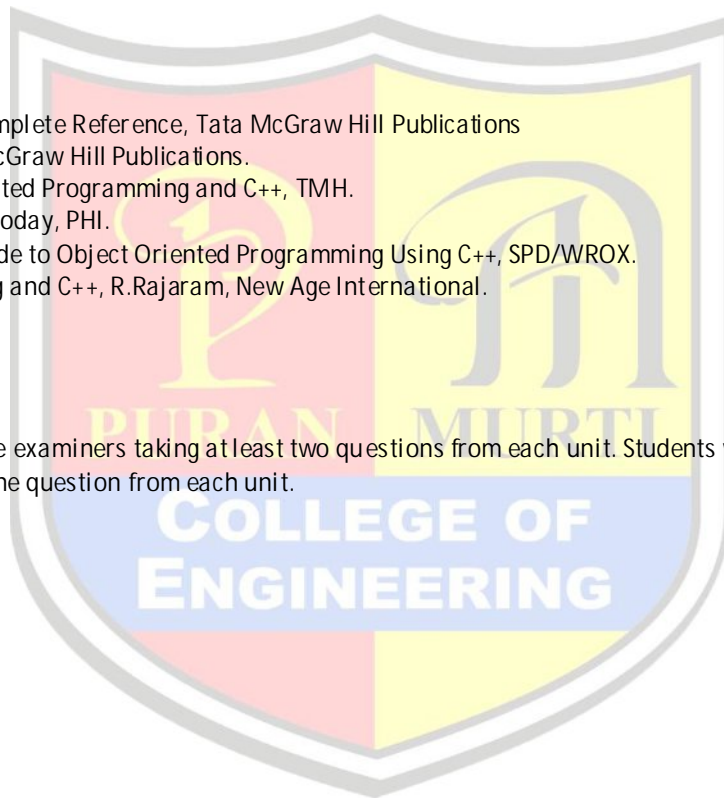 mplete Reference, Tata McGraw Hill Publications
cGraw Hill Publications.
ted Programming and C++, TMH.
oday, PHI.
de to Object Oriented Programming Using C++, SPD/WROX.
g and C++, R.Rajaram, New Age International.
PURAN MURTI
e examiners taking at least two questions from each unit. Students
ne question from each unit.
COLLEGE OF
ENGINEERING